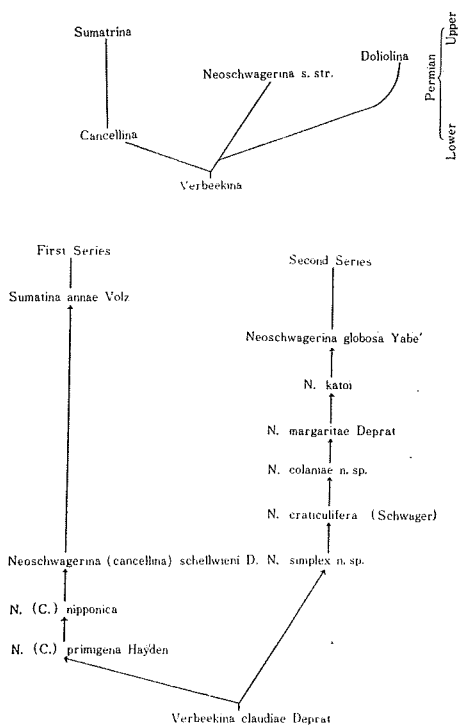 Sumatrina
Doliolina
Neoschwagerina s. str.
Cancellina
Verbeekina
Upper
Permian
Lower
First Series
Second Series
Sumatina annae Volz
Neoschwagerina globosa Yabe'
N. katoi
N. margaritae Deprat
N. colaniae n. sp.
N. craticulifera (Schwager)
Neoschwagerina (cancellina) schellwieni D. N. simplex n. sp.
N. (C.) nipponica
N. (C.) primigena Hayden
Verbeekina claudiae Deprat